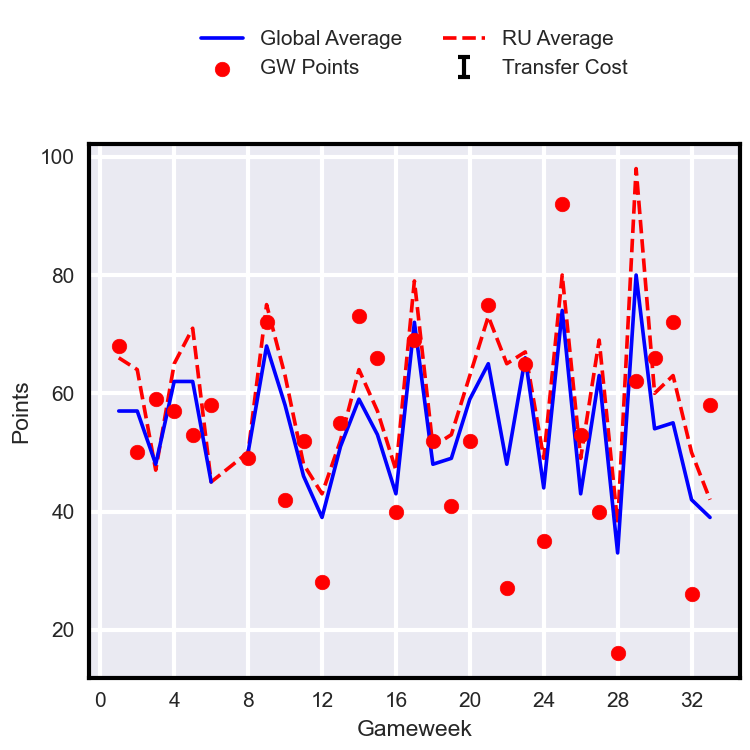 Global Average
RU Average
GW Points
Transfer Cost
100
80
60
40
20
Points
0 4 8 12 16 20 24 28 32
Gameweek